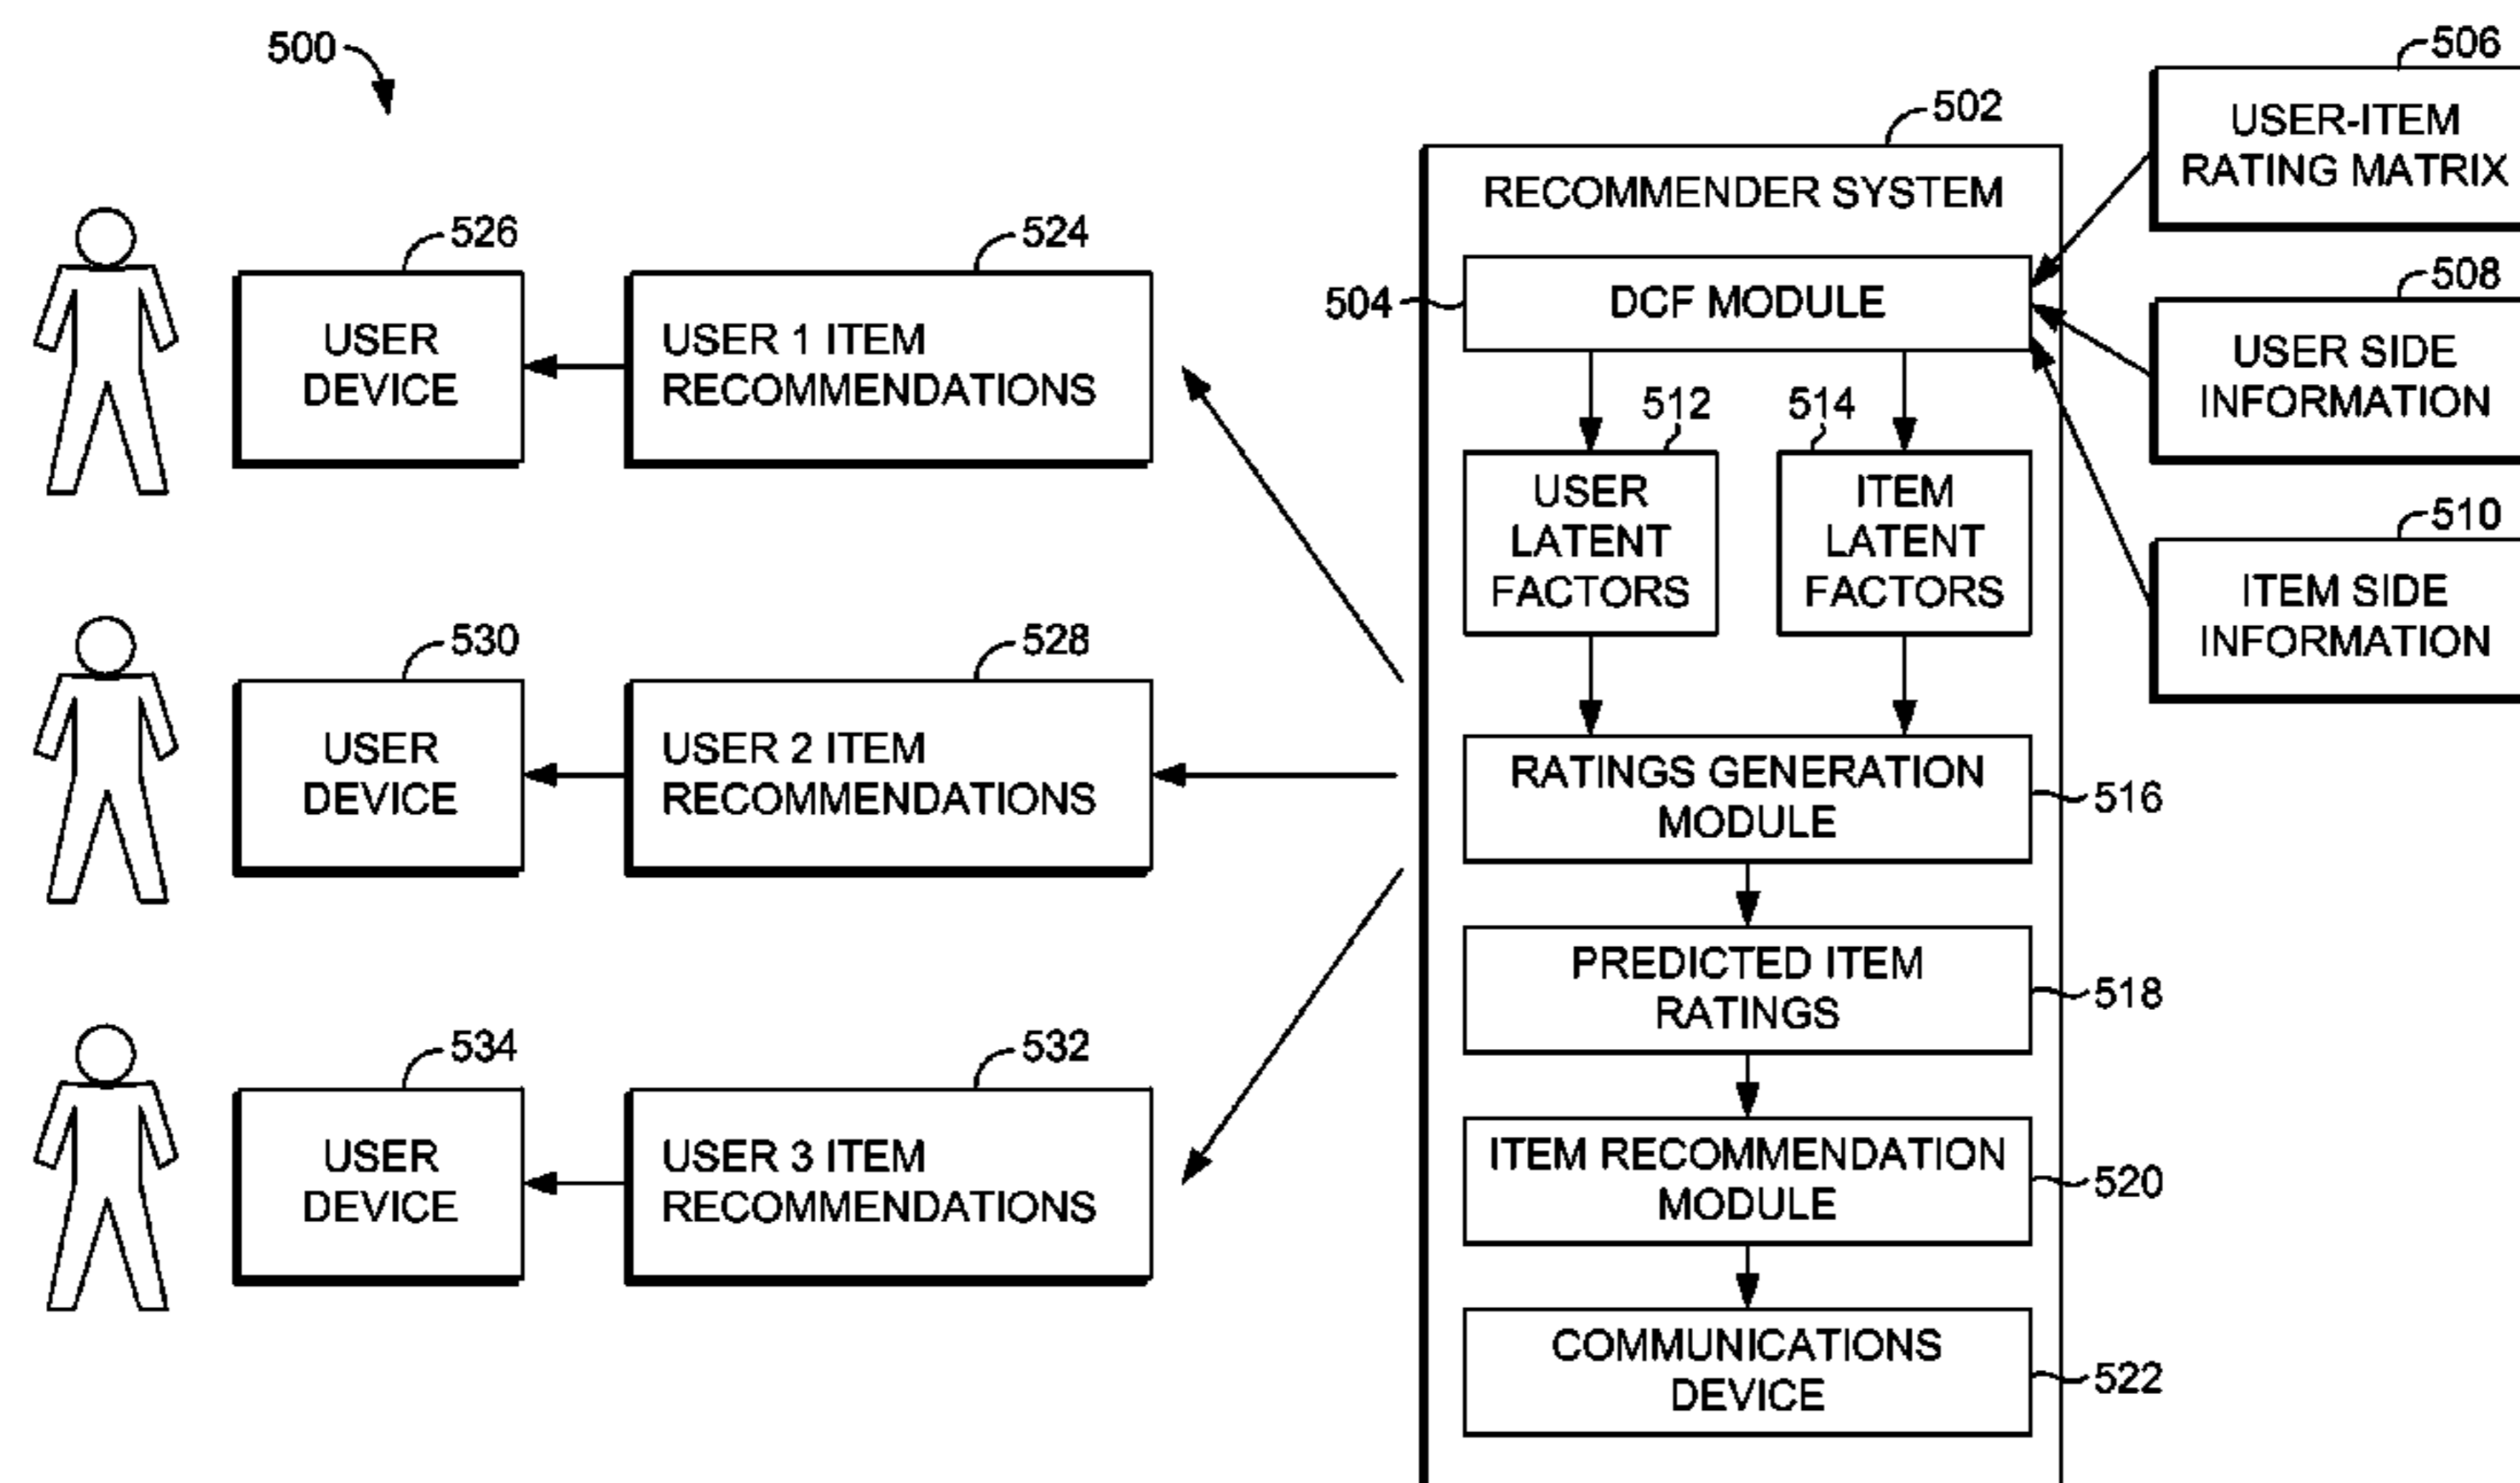 500
506
502
USER-ITEM
RATING MATRIX
RECOMMENDER SYSTEM
526
524
508
504
DCF MODULE
USER
DEVICE
USER 1 ITEM
RECOMMENDATIONS
USER SIDE
INFORMATION
512
514
USER
LATENT
FACTORS
ITEM
LATENT
FACTORS
510
ITEM SIDE
INFORMATION
530
528
USER
DEVICE
USER 2 ITEM
RECOMMENDATIONS
RATINGS GENERATION
MODULE
516
PREDICTED ITEM
RATINGS
518
534
532
USER
DEVICE
USER 3 ITEM
RECOMMENDATIONS
ITEM RECOMMENDATION
MODULE
520
COMMUNICATIONS
DEVICE
522